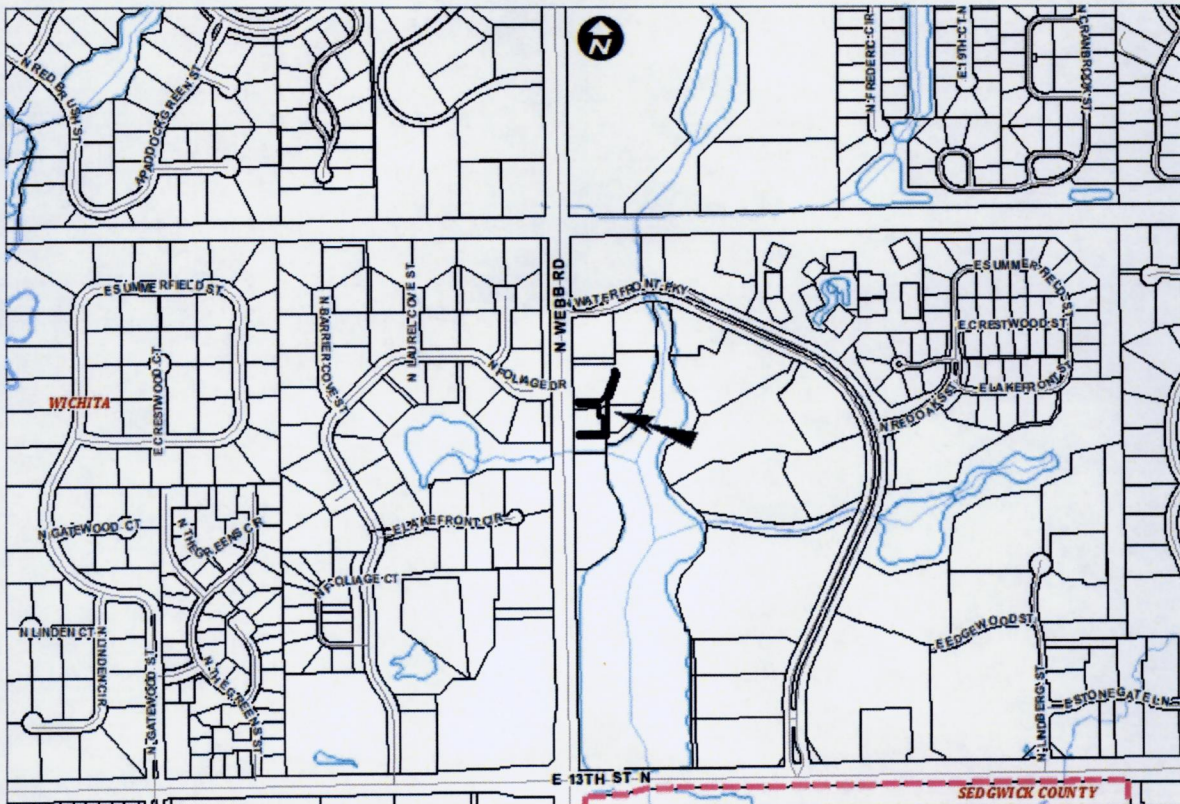 N
N RED BRUSH ST
N PADDOCK GREEN ST
N FREDERIC CIR
E 19TH CT N
N CRANBROOK ST
E SUMMERFIELD ST
N BARRIER COVE ST
N LAUREL COVE ST
N WEBB RD
N WATERFRONT PKY
E SUMMERFIELD ST
E CRESTWOOD ST
E CRESTWOOD CT
N FOLIAGE DR
E LAKEFRONT ST
WICHITA
N RED OAKS ST
N GATEWOOD CT
N THE GREENS CIR
E LAKEFRONT CIR
N FOLIAGE CT
N LINDEN CT
N LINDEN CIR
N GATEWOOD ST
N THE GREENS ST
E EDGEWOOD ST
N LINDBERG ST
E STONEGATE LN
E 13TH ST N
SEDGWICK COUNTY